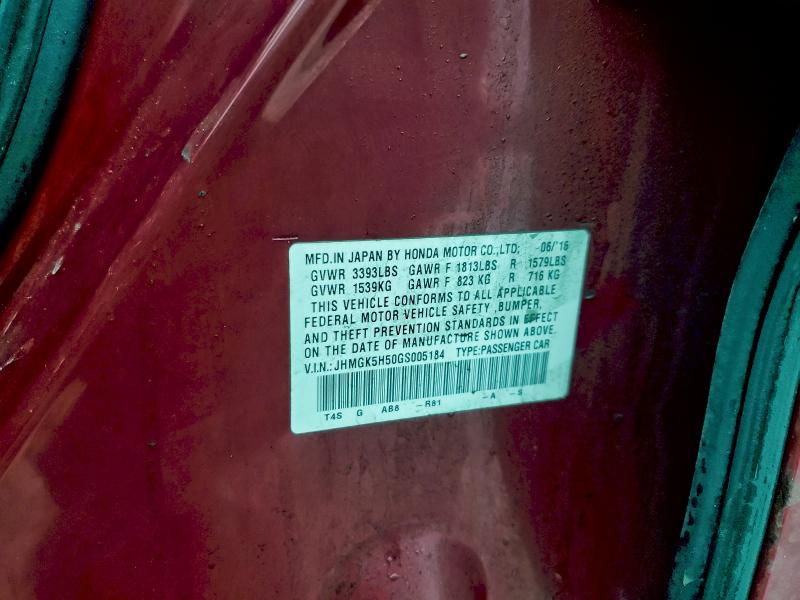 MFD.IN JAPAN BY HONDA MOTOR CO.,LTD; 06/'16
GVWR 3393LBS GAWR F 1813LBS R 1579LBS
GVWR 1539KG GAWR F 823 KG R 716 KG
THIS VEHICLE CONFORMS TO ALL APPLICABLE
FEDERAL MOTOR VEHICLE SAFETY ,BUMPER,
AND THEFT PREVENTION STANDARDS IN EFFECT
ON THE DATE OF MANUFACTURE SHOWN ABOVE.
V.I.N.: JHMGK5H50GS005184 TYPE:PASSENGER CAR
T4S G AB8 -R81 -A -S